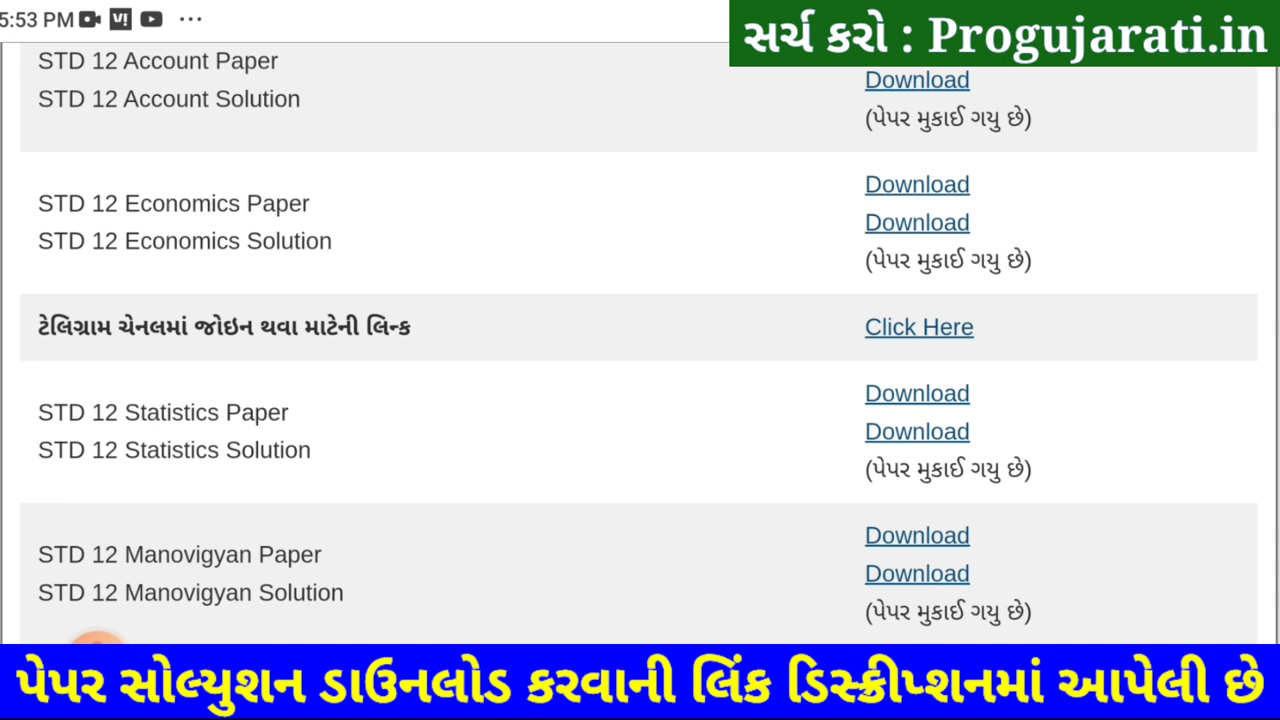 5:53 PM
સર્ચ કરો : Progujarati.in
STD 12 Account Paper
STD 12 Account Solution
Download
(પેપર મુકાઈ ગયુ છે)
STD 12 Economics Paper
STD 12 Economics Solution
Download
Download
(પેપર મુકાઈ ગયુ છે)
ટેલિગ્રામ ચેનલમાં જોઇન થવા માટેની લિન્ક
Click Here
STD 12 Statistics Paper
STD 12 Statistics Solution
Download
Download
(પેપર મુકાઈ ગયુ છે)
STD 12 Manovigyan Paper
STD 12 Manovigyan Solution
Download
Download
(પેપર મુકાઈ ગયુ છે)
પેપર સોલ્યુશન ડાઉનલોડ કરવાની લિંક ડિસ્ક્રીપ્શનમાં આપેલી છે